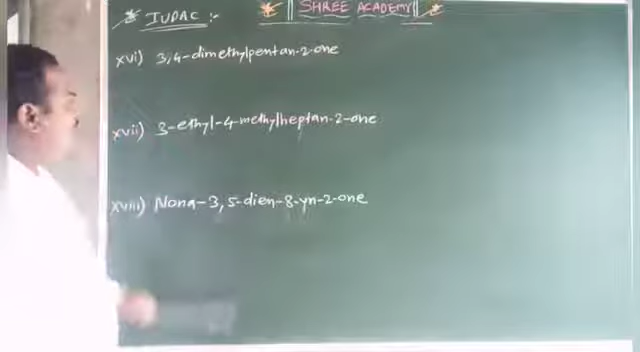 * IUPAC :-
* || SHREE ACADEMY || *
xvi) 3,4-dimethylpentan-2-one
xvii) 3-ethyl-4-methylheptan-2-one
xviii) Nona-3,5-dien-8-yn-2-one